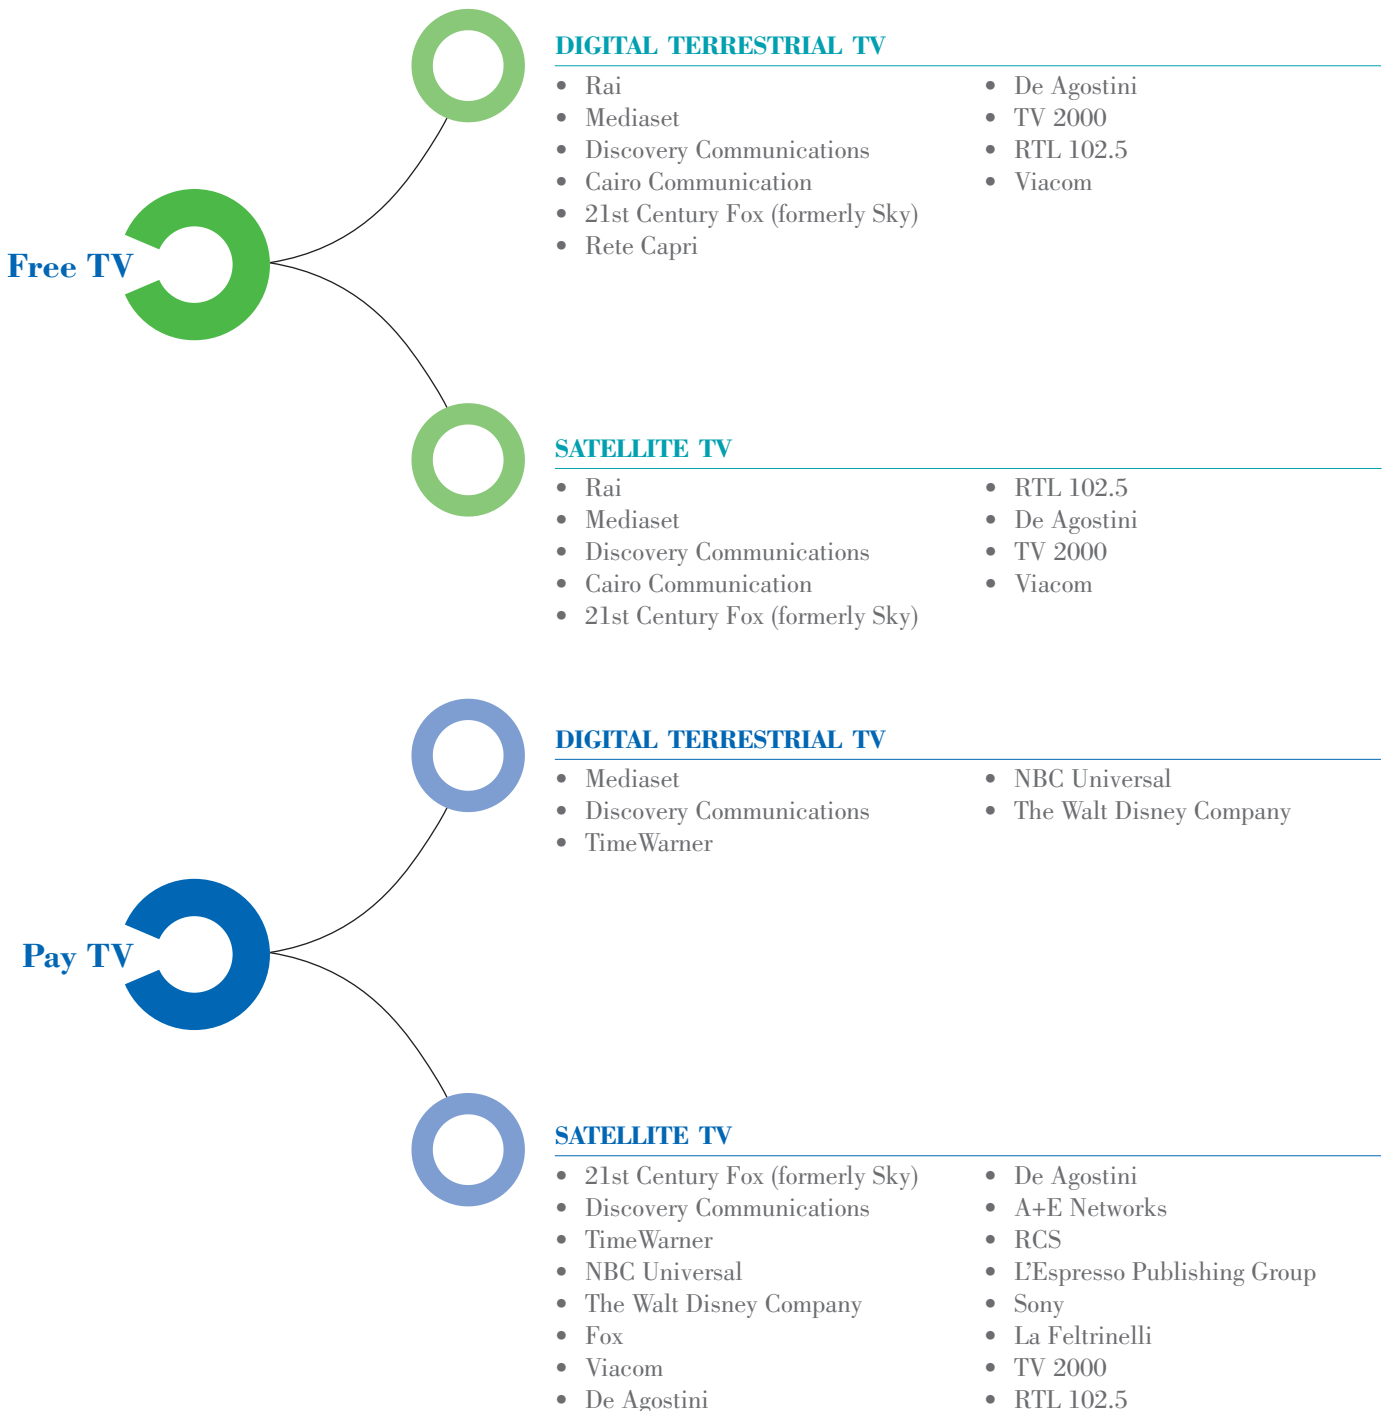 Free TV
DIGITAL TERRESTRIAL TV
• Rai
• Mediaset
• Discovery Communications
• Cairo Communication
• 21st Century Fox (formerly Sky)
• Rete Capri
• De Agostini
• TV 2000
• RTL 102.5
• Viacom
SATELLITE TV
• Rai
• Mediaset
• Discovery Communications
• Cairo Communication
• 21st Century Fox (formerly Sky)
• RTL 102.5
• De Agostini
• TV 2000
• Viacom
Pay TV
DIGITAL TERRESTRIAL TV
• Mediaset
• Discovery Communications
• TimeWarner
• NBC Universal
• The Walt Disney Company
SATELLITE TV
• 21st Century Fox (formerly Sky)
• Discovery Communications
• TimeWarner
• NBC Universal
• The Walt Disney Company
• Fox
• Viacom
• De Agostini
• De Agostini
• A+E Networks
• RCS
• L’Espresso Publishing Group
• Sony
• La Feltrinelli
• TV 2000
• RTL 102.5